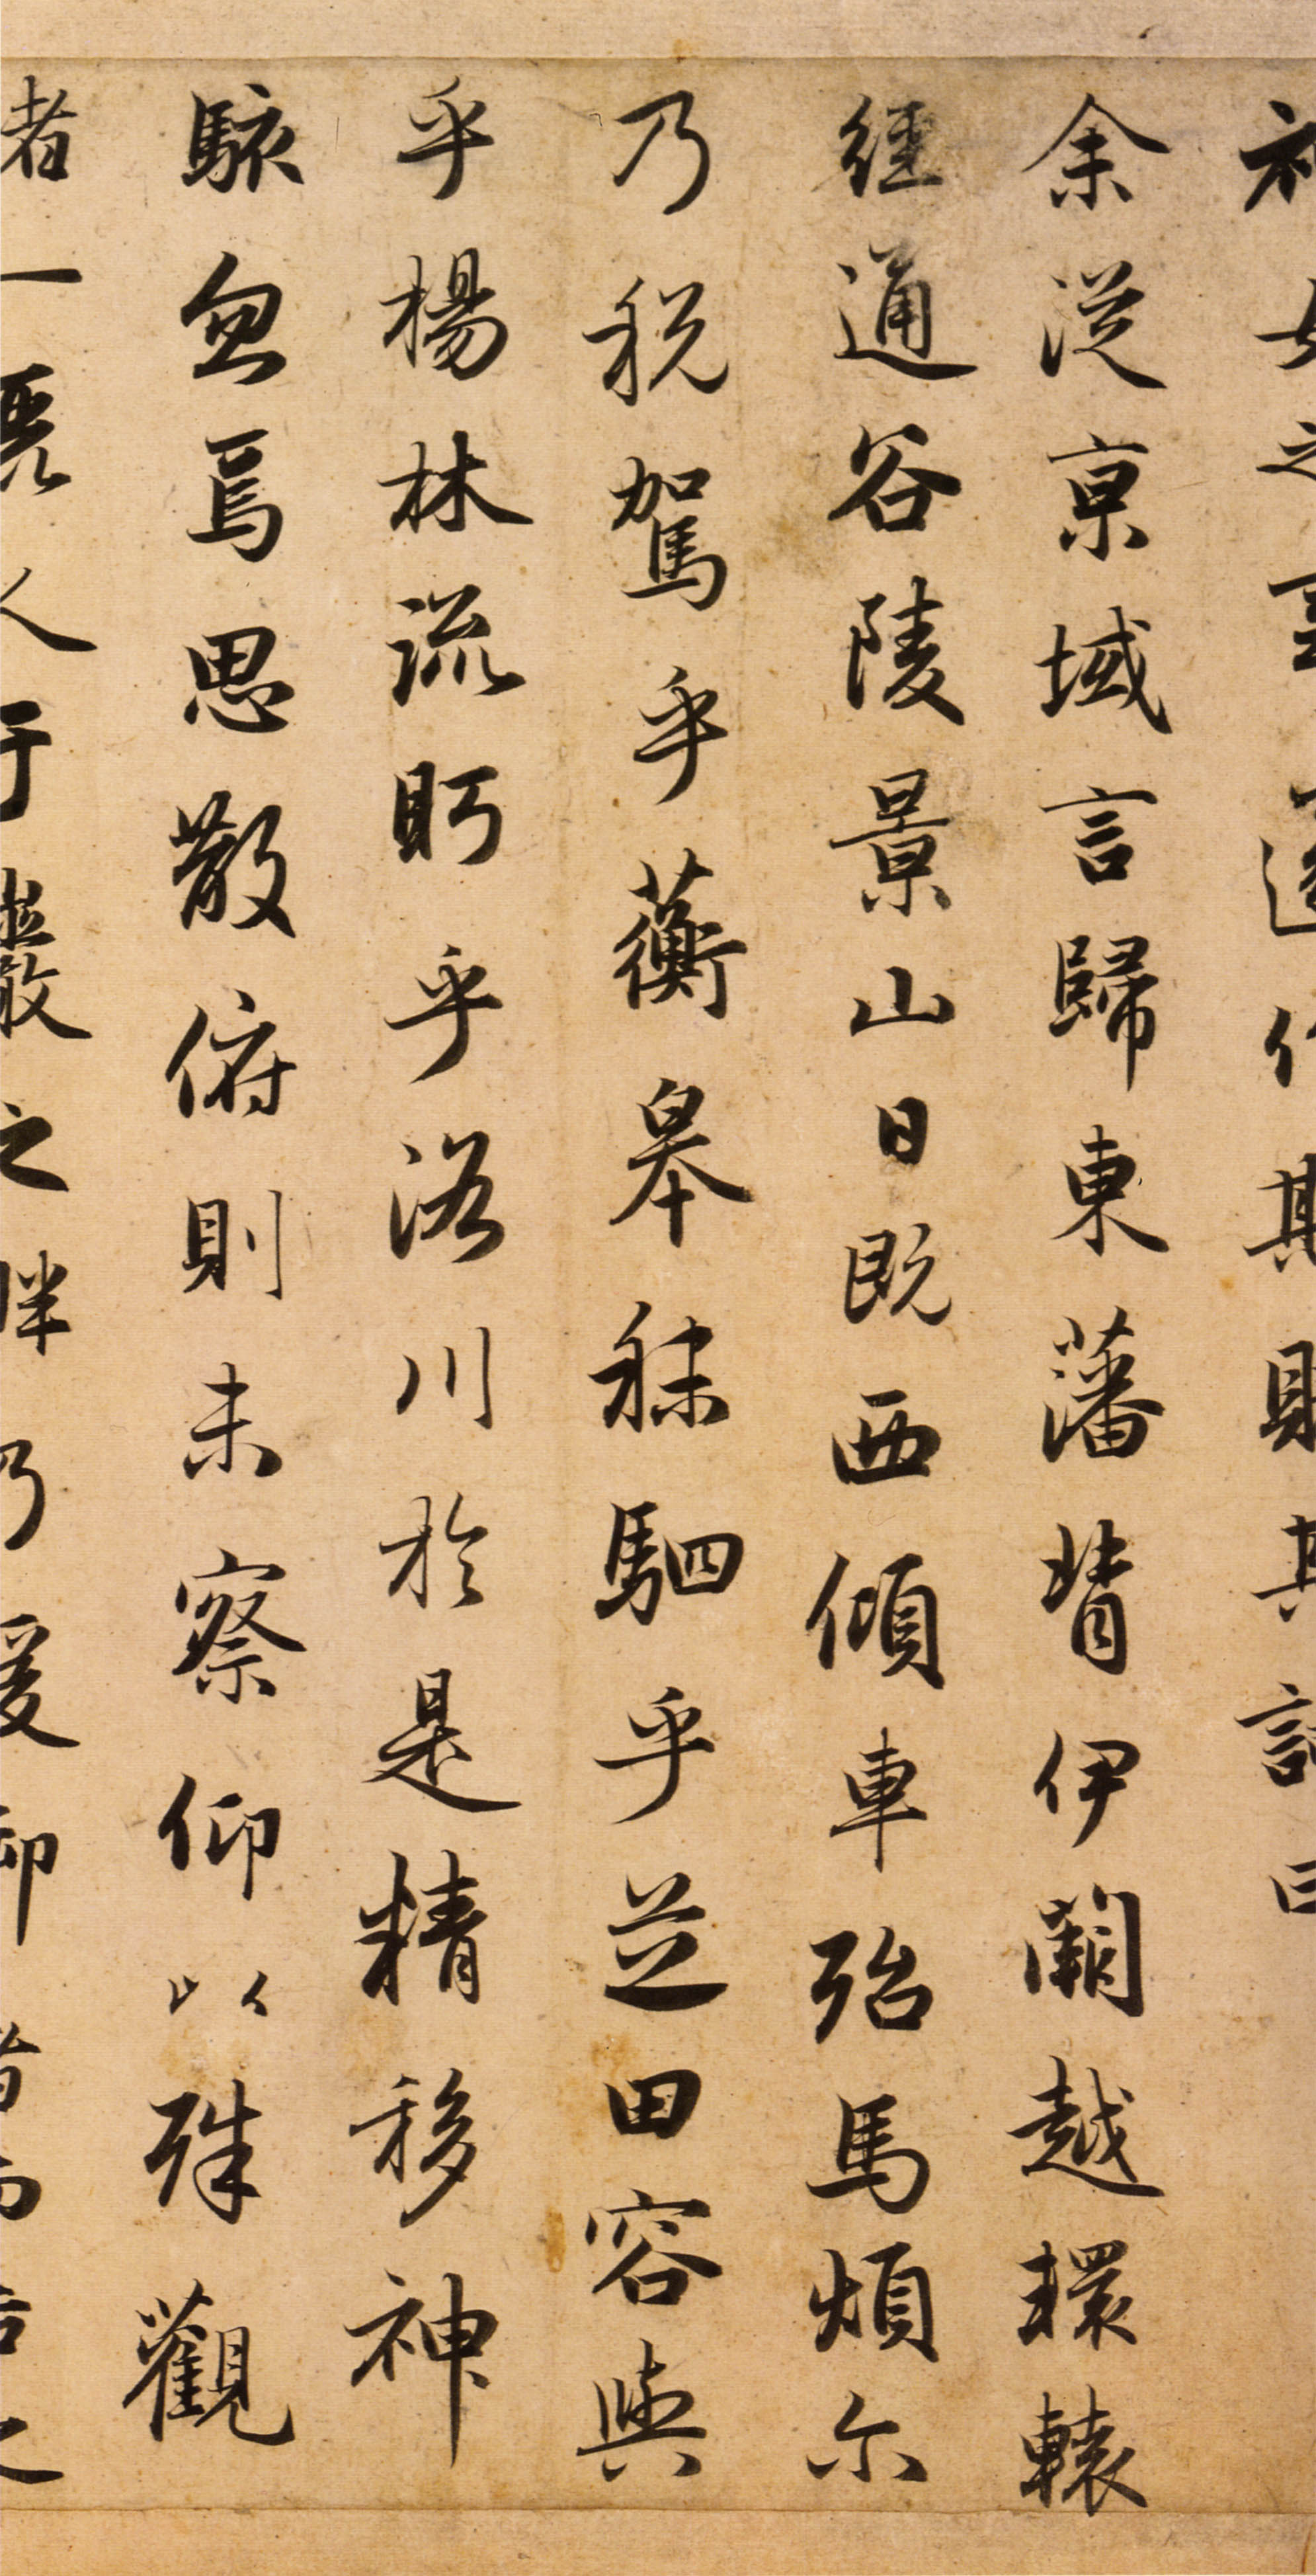 神女之事遂作斯賦其詞曰
余從京域言歸東藩背伊闕越轘轅
經通谷陵景山日既西傾車殆馬煩尒
乃税駕乎蘅皋秣駟乎芝田容與
乎楊林流眄乎洛川於是精移神
駭忽焉思散俯則未察仰以殊觀
者一麗人于巖之畔乃援御者而告之